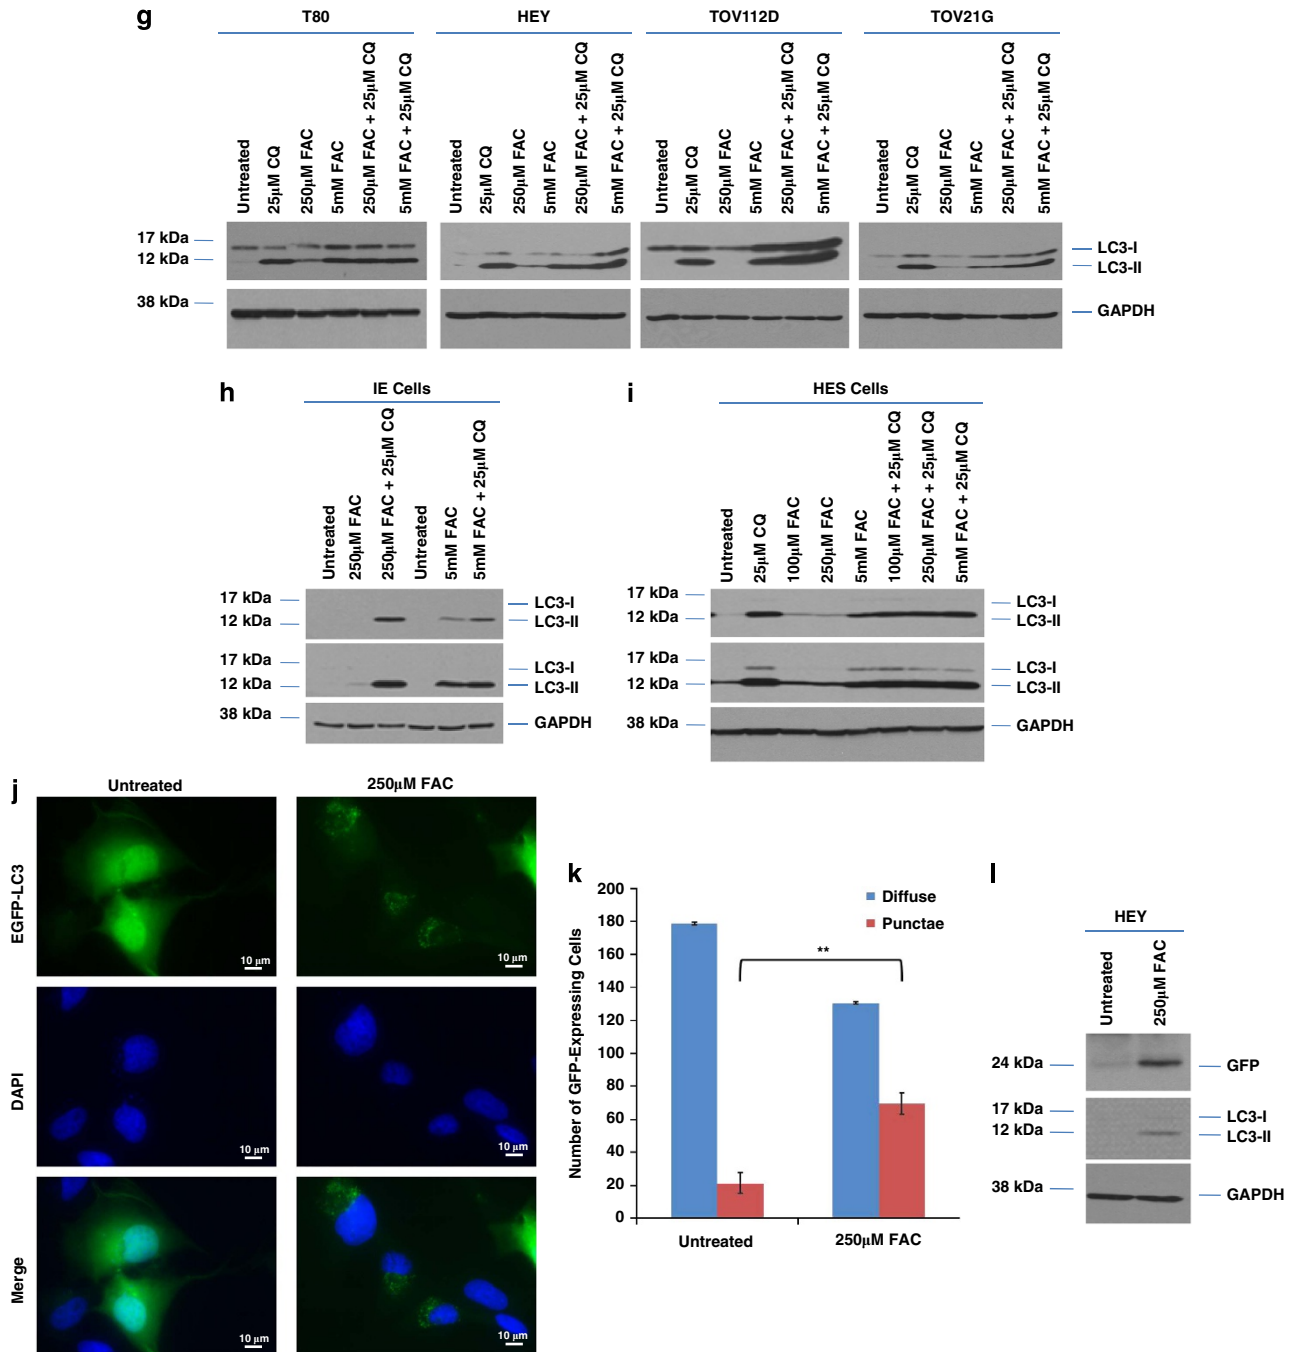 g
T80
HEY
TOV112D
TOV21G
Untreated
25µM CQ
250µM FAC
5mM FAC
250µM FAC + 25µM CQ
5mM FAC + 25µM CQ
Untreated
25µM CQ
250µM FAC
5mM FAC
250µM FAC + 25µM CQ
5mM FAC + 25µM CQ
Untreated
25µM CQ
250µM FAC
5mM FAC
250µM FAC + 25µM CQ
5mM FAC + 25µM CQ
Untreated
25µM CQ
250µM FAC
5mM FAC
250µM FAC + 25µM CQ
5mM FAC + 25µM CQ
17 kDa
12 kDa
38 kDa
LC3-I
LC3-II
GAPDH
h
IE Cells
Untreated
250µM FAC
250µM FAC + 25µM CQ
Untreated
5mM FAC
5mM FAC + 25µM CQ
17 kDa
12 kDa
17 kDa
12 kDa
38 kDa
LC3-I
LC3-II
LC3-I
LC3-II
GAPDH
i
HES Cells
Untreated
25µM CQ
100µM FAC
250µM FAC
5mM FAC
100µM FAC + 25µM CQ
250µM FAC + 25µM CQ
5mM FAC + 25µM CQ
17 kDa
12 kDa
17 kDa
12 kDa
38 kDa
LC3-I
LC3-II
LC3-I
LC3-II
GAPDH
j
Untreated
250µM FAC
EGFP-LC3
10 µm
10 µm
DAPI
10 µm
10 µm
Merge
10 µm
10 µm
k
Number of GFP-Expressing Cells
200
180
160
140
120
100
80
60
40
20
0
Diffuse
Punctae
**
Untreated
250µM FAC
l
HEY
Untreated
250µM FAC
24 kDa
17 kDa
12 kDa
38 kDa
GFP
LC3-I
LC3-II
GAPDH